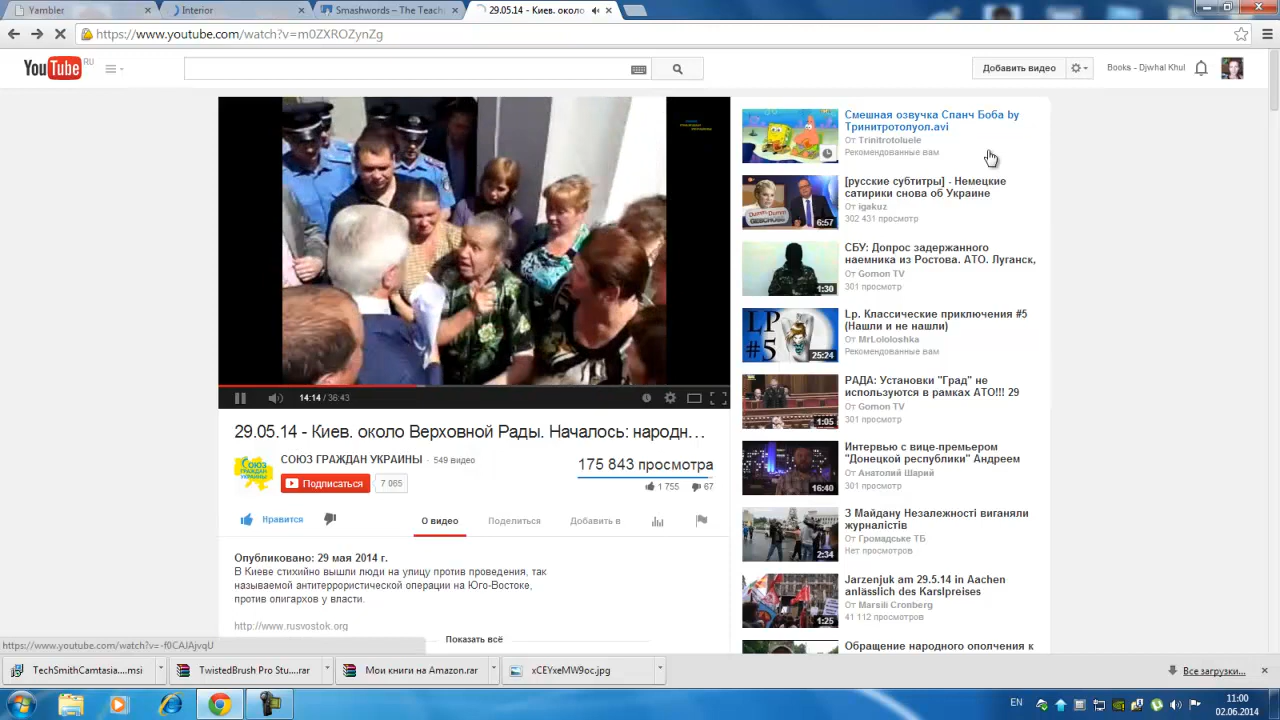 Yambler
Interior
Smashwords – The Teach
29.05.14 - Киев. около
https://www.youtube.com/watch?v=m0ZXROZynZg
YouTube RU
Добавить видео
Books - Djwhal Khul
Смешная озвучка Спанч Боба by
Тринитротолуол.avi
От Trinitrotoluele
Рекомендованные вам
[русские субтитры] - Немецкие
сатирики снова об Украине
От igakuz
302 431 просмотр
6:57
СБУ: Допрос задержанного
наемника из Ростова. АТО. Луганск,
От Gomon TV
301 просмотр
1:30
Lp. Классические приключения #5
(Нашли и не нашли)
От MrLololoshka
Рекомендованные вам
LP
#5
25:24
РАДА: Установки "Град" не
используются в рамках АТО!!! 29
От Gomon TV
301 просмотр
1:05
Интервью с вице-премьером
"Донецкой республики" Андреем
От Анатолий Шарий
301 просмотр
16:40
З Майдану Незалежності виганяли
журналістів
От Громадське ТБ
Нет просмотров
2:34
Jarzenjuk am 29.5.14 in Aachen
anlässlich des Karslpreises
От Marsili Cronberg
41 112 просмотров
1:25
Обращение народного ополчения к
14:14 / 36:43
29.05.14 - Киев. около Верховной Рады. Началось: народн...
СОЮЗ ГРАЖДАН УКРАИНЫ · 549 видео
Подписаться 7 065
175 843 просмотра
1 755 67
Нравится
О видео Поделиться Добавить в
Опубликовано: 29 мая 2014 г.
В Киеве стихийно вышли люди на улицу против проведения, так
называемой антитеррористической операции на Юго-Востоке,
против олигархов у власти.
http://www.rusvostok.org
Показать всё
https://www.youtube.com/watch?v=-f0CAJAjvqU
TechSmithCamtasia....msi
TwistedBrush Pro Stu....rar
Мои книги на Amazon.rar
xCEYxeMW9oc.jpg
Все загрузки...
EN
11:00
02.06.2014